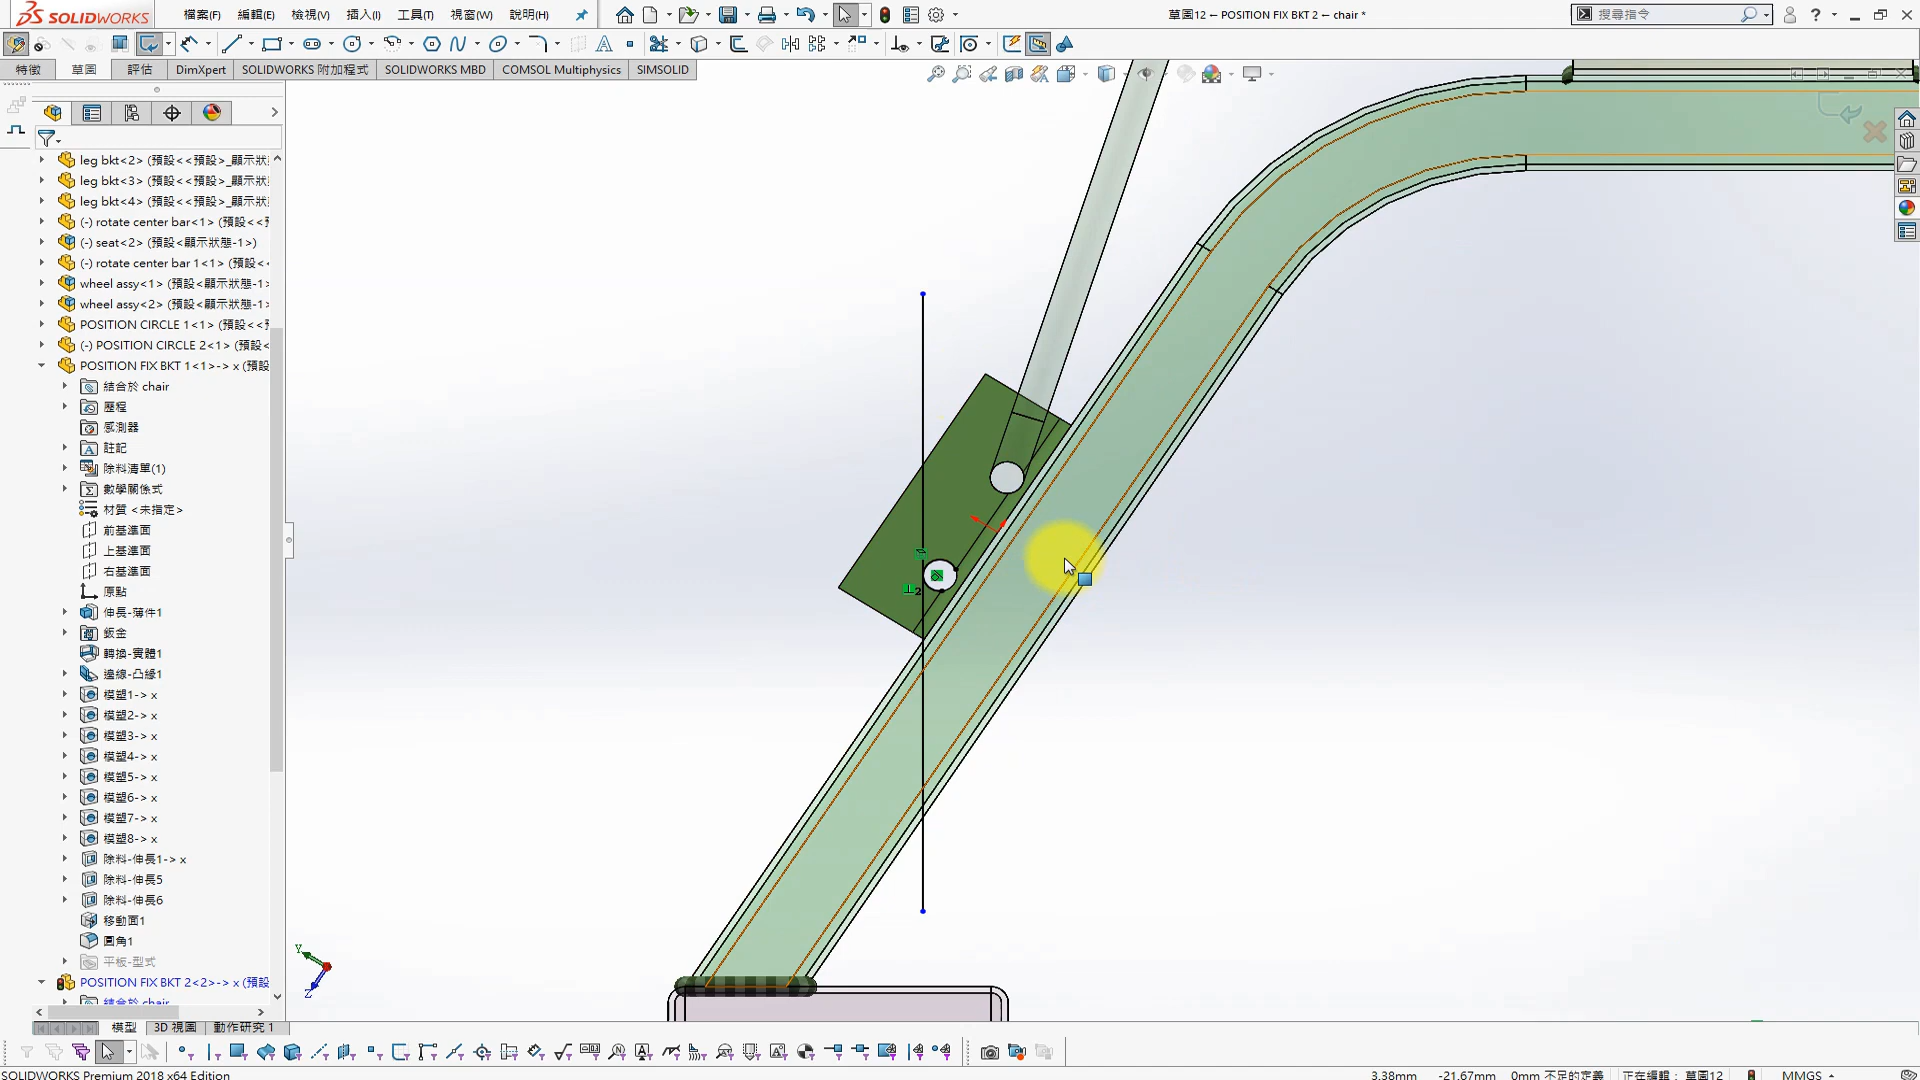 SOLIDWORKS
檔案(F) 編輯(E) 檢視(V) 插入(I) 工具(T) 視窗(W) 說明(H)
草圖12 -- POSITION FIX BKT 2 -- chair *
搜尋指令
特徵 草圖 評估 DimXpert SOLIDWORKS 附加程式 SOLIDWORKS MBD COMSOL Multiphysics SIMSOLID
leg bkt<2> (預設<<預設>_顯示狀
leg bkt<3> (預設<<預設>_顯示狀
leg bkt<4> (預設<<預設>_顯示狀
(-) rotate center bar<1> (預設<<預
(-) seat<2> (預設<顯示狀態-1>)
(-) rotate center bar 1<1> (預設<<
wheel assy<1> (預設<顯示狀態-1>
wheel assy<2> (預設<顯示狀態-1>
POSITION CIRCLE 1<1> (預設<<預
(-) POSITION CIRCLE 2<1> (預設<
POSITION FIX BKT 1<1>-> x (預設
結合於 chair
歷程
感測器
註記
除料清單(1)
數學關係式
材質 <未指定>
前基準面
上基準面
右基準面
原點
伸長-薄件1
鈑金
轉換-實體1
邊線-凸緣1
模塑1-> x
模塑2-> x
模塑3-> x
模塑4-> x
模塑5-> x
模塑6-> x
模塑7-> x
模塑8-> x
除料-伸長1-> x
除料-伸長5
除料-伸長6
移動面1
圓角1
平板-型式
POSITION FIX BKT 2<2>-> x (預設
結合於 chair
2
Y
Z
模型 3D 視圖 動作研究 1
SOLIDWORKS Premium 2018 x64 Edition
3.38mm -21.67mm 0mm 不足的定義 正在編輯： 草圖12 MMGS